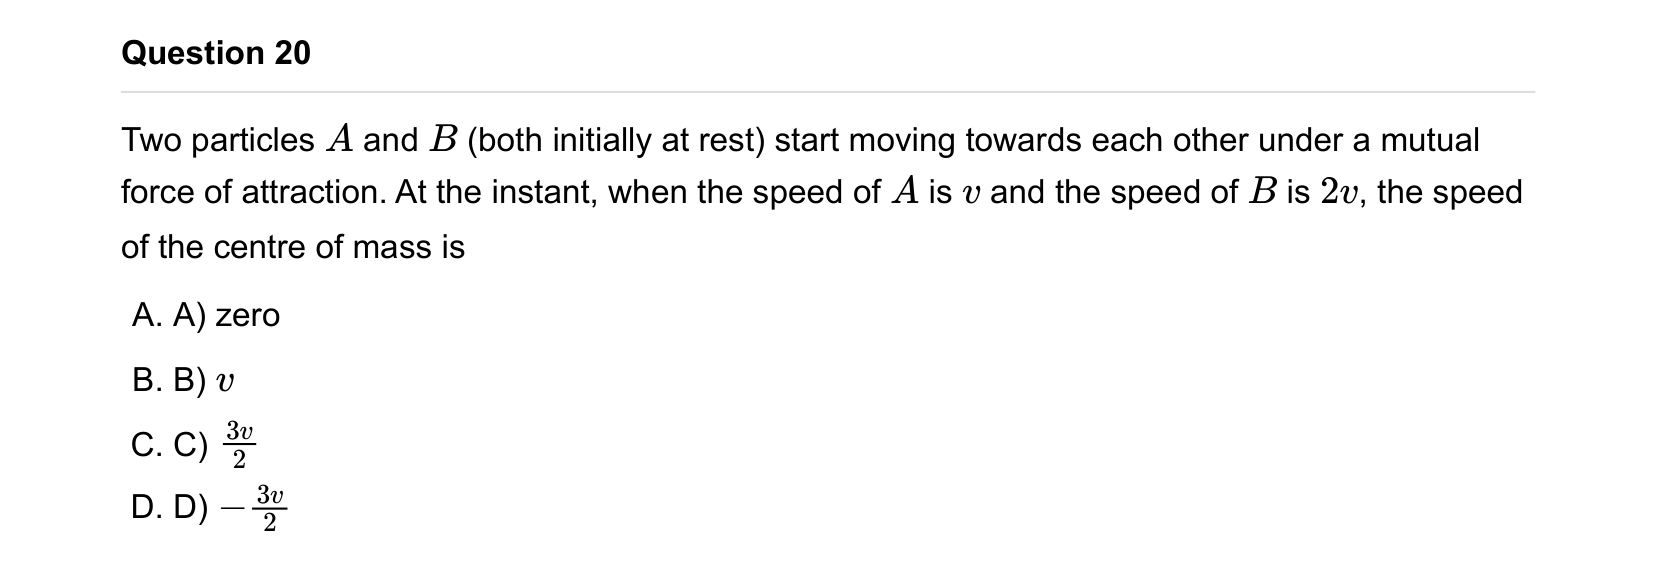 Question 20
Two particles A and B (both initially at rest) start moving towards each other under a mutual
force of attraction. At the instant, when the speed of A is v and the speed of B is 2v, the speed
of the centre of mass is
A. A) zero
B. B) v
C. C) \frac{3v}{2}
D. D) −\frac{3v}{2}